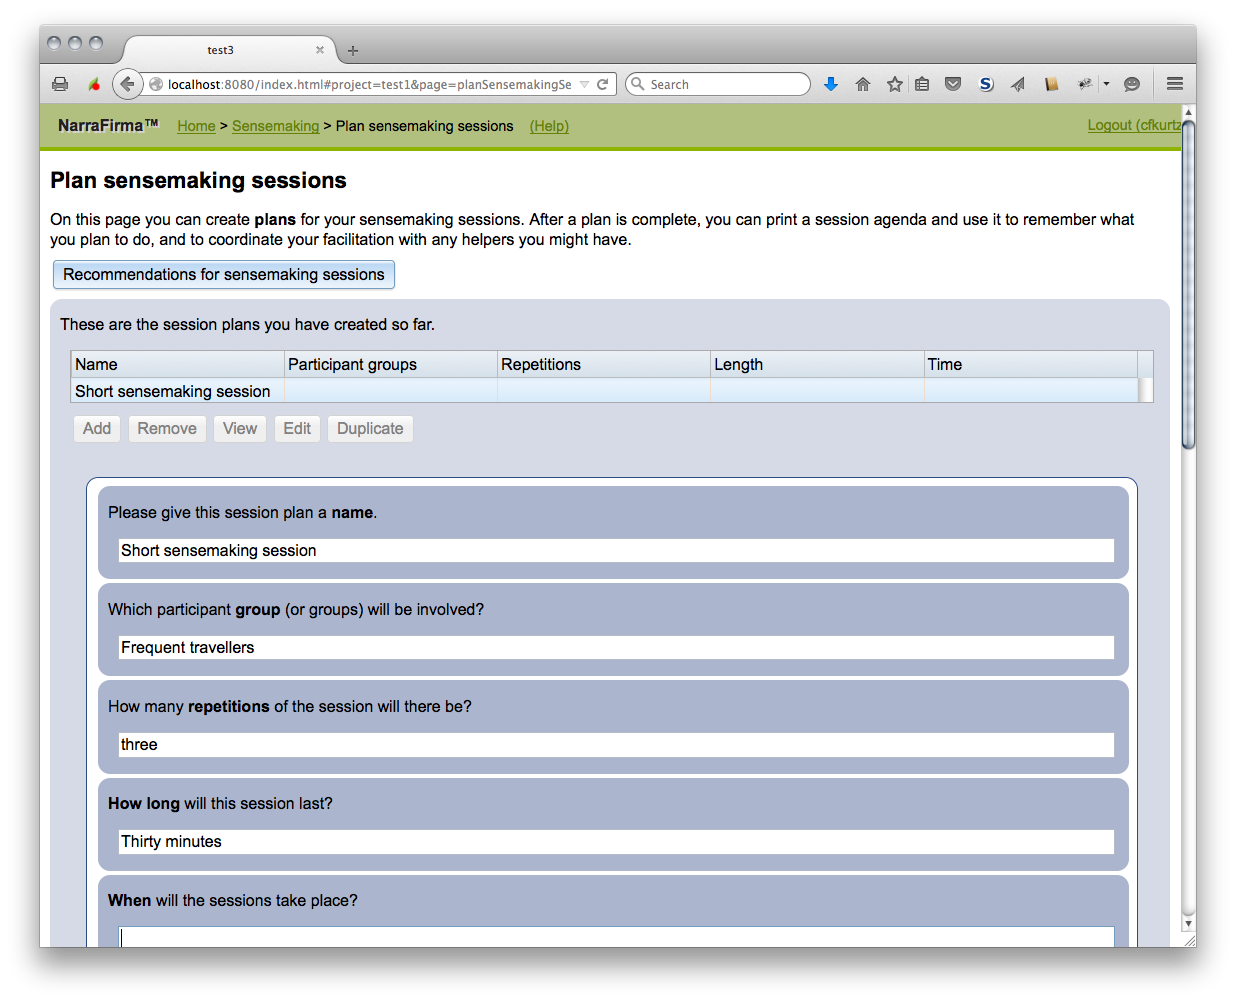 test3
localhost:8080/index.html#project=test1&page=planSensemakingSe
Search
NarraFirma™ Home > Sensemaking > Plan sensemaking sessions (Help) Logout (cfkurtz
Plan sensemaking sessions
On this page you can create plans for your sensemaking sessions. After a plan is complete, you can print a session agenda and use it to remember what
you plan to do, and to coordinate your facilitation with any helpers you might have.
Recommendations for sensemaking sessions
These are the session plans you have created so far.
Name Participant groups Repetitions Length Time
Short sensemaking session
Add Remove View Edit Duplicate
Please give this session plan a name.
Short sensemaking session
Which participant group (or groups) will be involved?
Frequent travellers
How many repetitions of the session will there be?
three
How long will this session last?
Thirty minutes
When will the sessions take place?